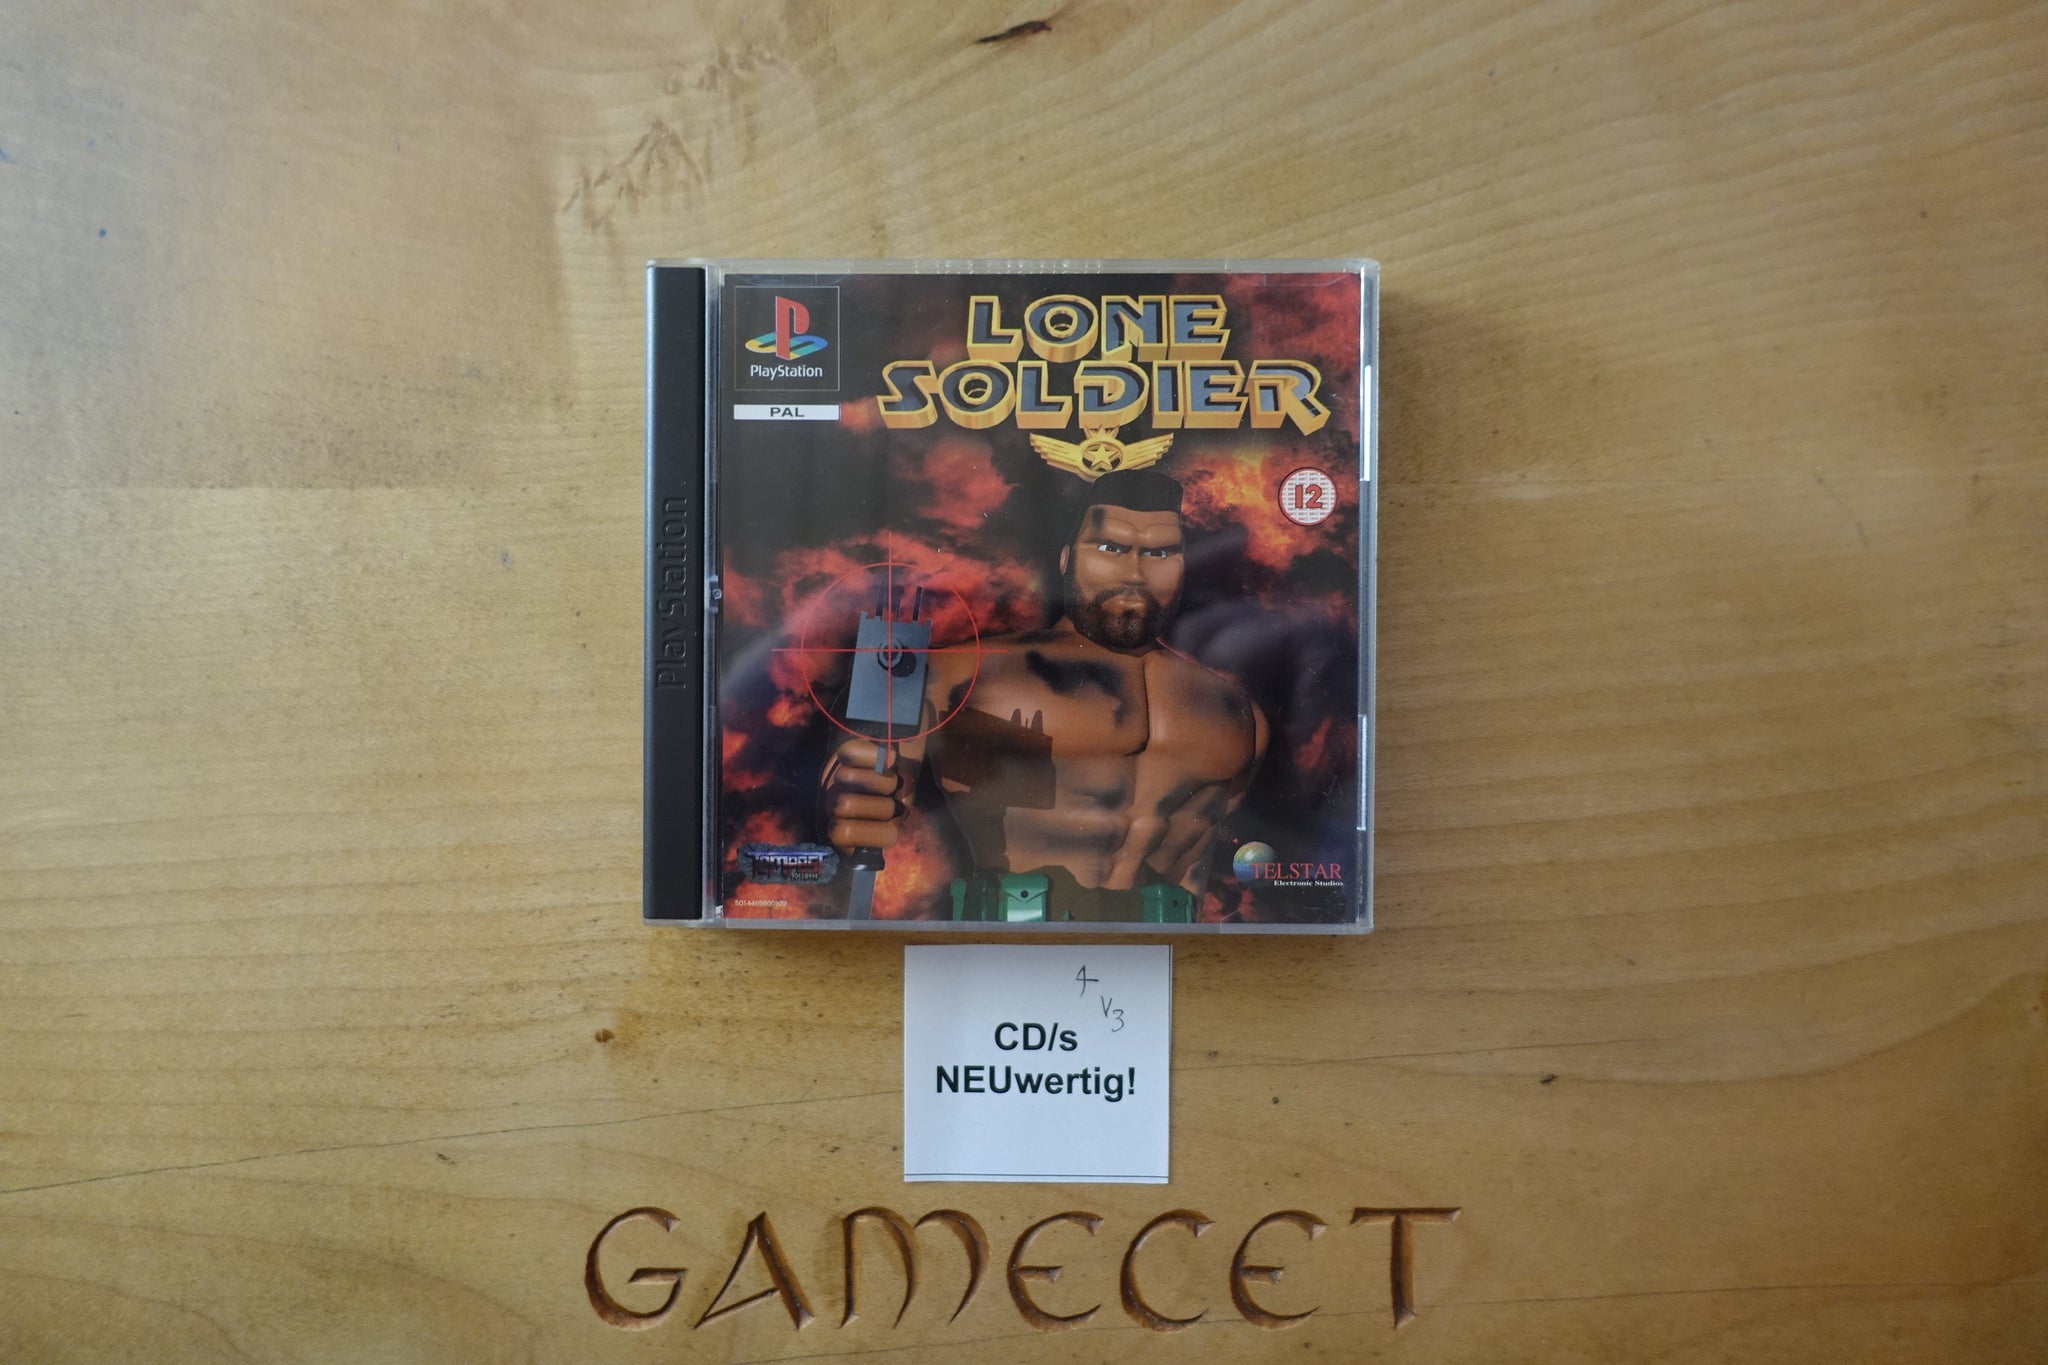 LONE
SOLDIER
PlayStation
PAL
12
PlayStation
TELSTAR
Electronic Studios
4
V3
CD/s
NEUwertig!
GAMECET